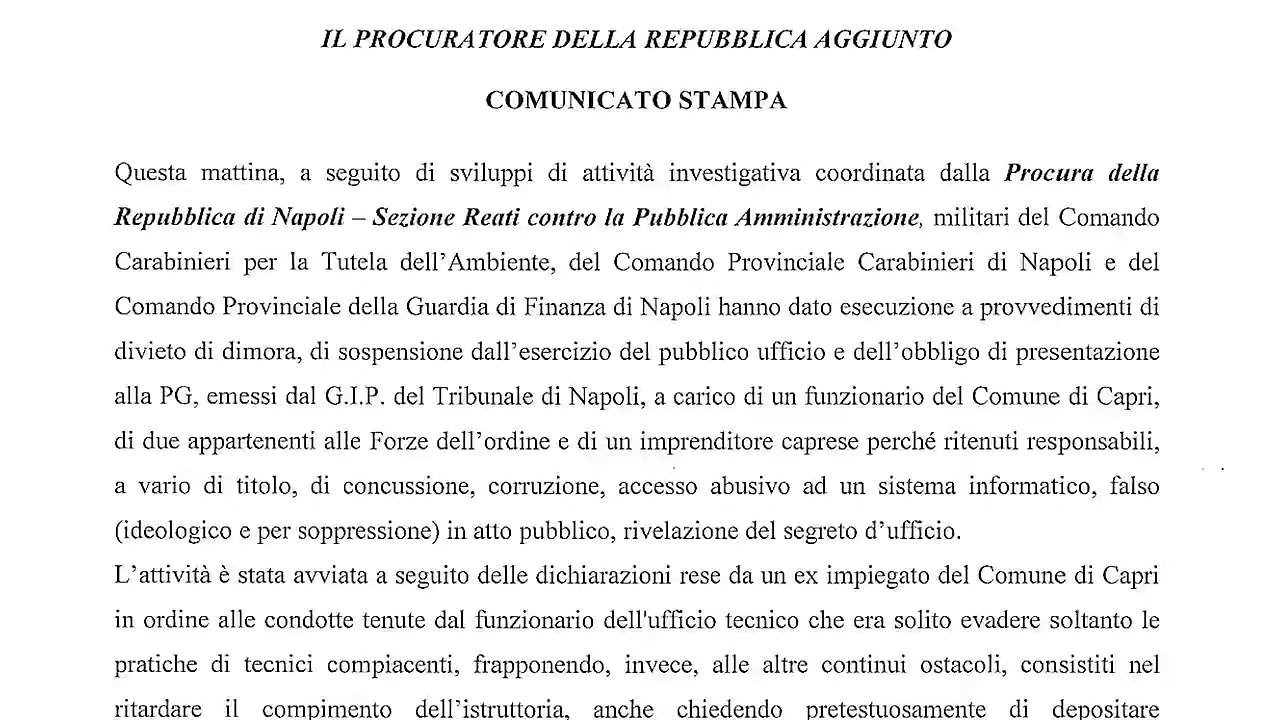 IL PROCURATORE DELLA REPUBBLICA AGGIUNTO
COMUNICATO STAMPA
Questa mattina, a seguito di sviluppi di attività investigativa coordinata dalla Procura della
Repubblica di Napoli – Sezione Reati contro la Pubblica Amministrazione, militari del Comando
Carabinieri per la Tutela dell’Ambiente, del Comando Provinciale Carabinieri di Napoli e del
Comando Provinciale della Guardia di Finanza di Napoli hanno dato esecuzione a provvedimenti di
divieto di dimora, di sospensione dall’esercizio del pubblico ufficio e dell’obbligo di presentazione
alla PG, emessi dal G.I.P. del Tribunale di Napoli, a carico di un funzionario del Comune di Capri,
di due appartenenti alle Forze dell’ordine e di un imprenditore caprese perché ritenuti responsabili,
a vario di titolo, di concussione, corruzione, accesso abusivo ad un sistema informatico, falso
(ideologico e per soppressione) in atto pubblico, rivelazione del segreto d’ufficio.
L’attività è stata avviata a seguito delle dichiarazioni rese da un ex impiegato del Comune di Capri
in ordine alle condotte tenute dal funzionario dell'ufficio tecnico che era solito evadere soltanto le
pratiche di tecnici compiacenti, frapponendo, invece, alle altre continui ostacoli, consistiti nel
ritardare il compimento dell’istruttoria, anche chiedendo pretestuosamente di depositare